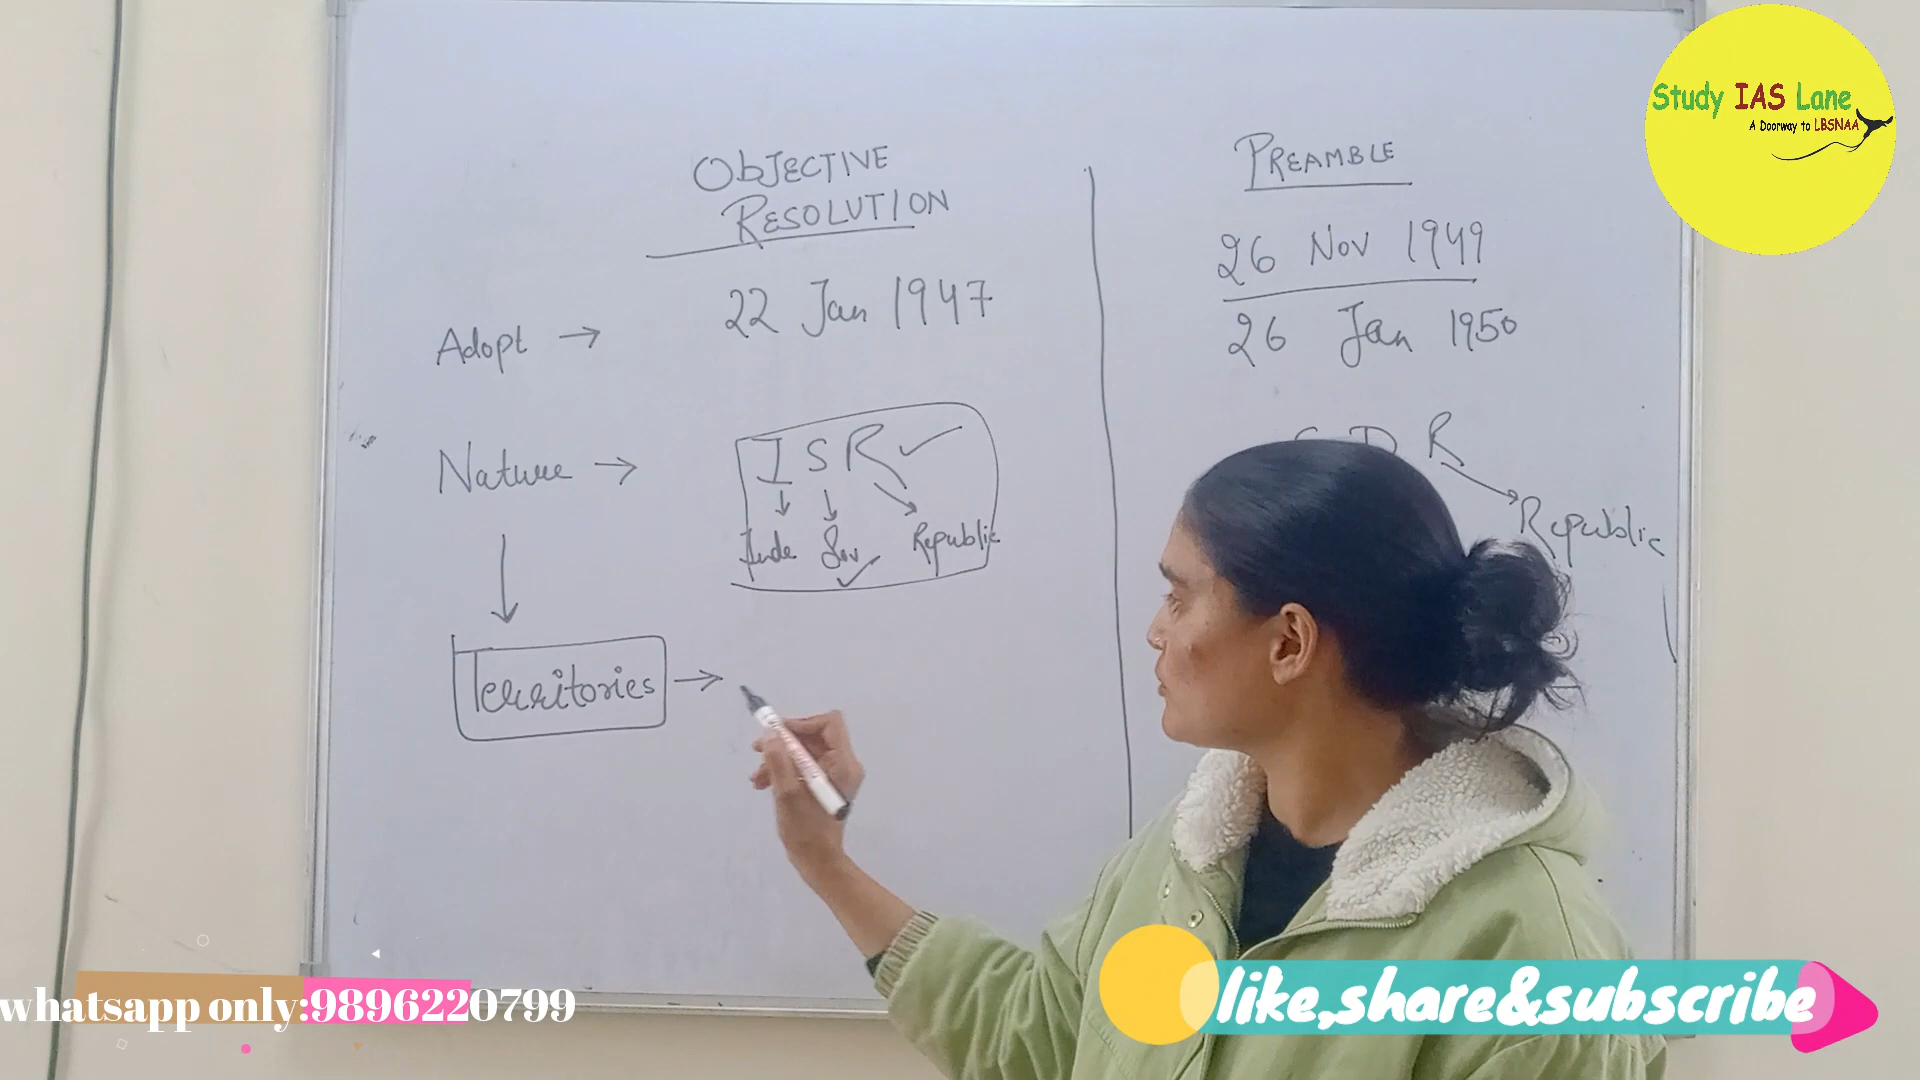 Study IAS Lane
A Doorway to LBSNAA
OBJECTIVE
RESOLUTION
PREAMBLE
Adopt → 22 Jan 1947
26 Nov 1949
26 Jan 1950
Nature → I S R ✓
D R
Sov ✓ Republic
Republic
Territories →
whatsapp only:9896220799
like,share&subscribe